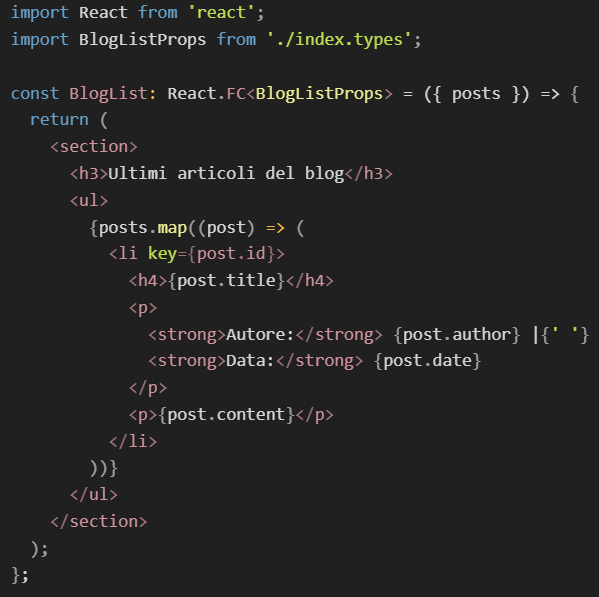 import React from 'react';
import BlogListProps from './index.types';

const BlogList: React.FC<BlogListProps> = ({ posts }) => {
  return (
    <section>
      <h3>Ultimi articoli del blog</h3>
      <ul>
        {posts.map((post) => (
          <li key={post.id}>
            <h4>{post.title}</h4>
            <p>
              <strong>Autore:</strong> {post.author} |{' '}
              <strong>Data:</strong> {post.date}
            </p>
            <p>{post.content}</p>
          </li>
        ))}
      </ul>
    </section>
  );
};